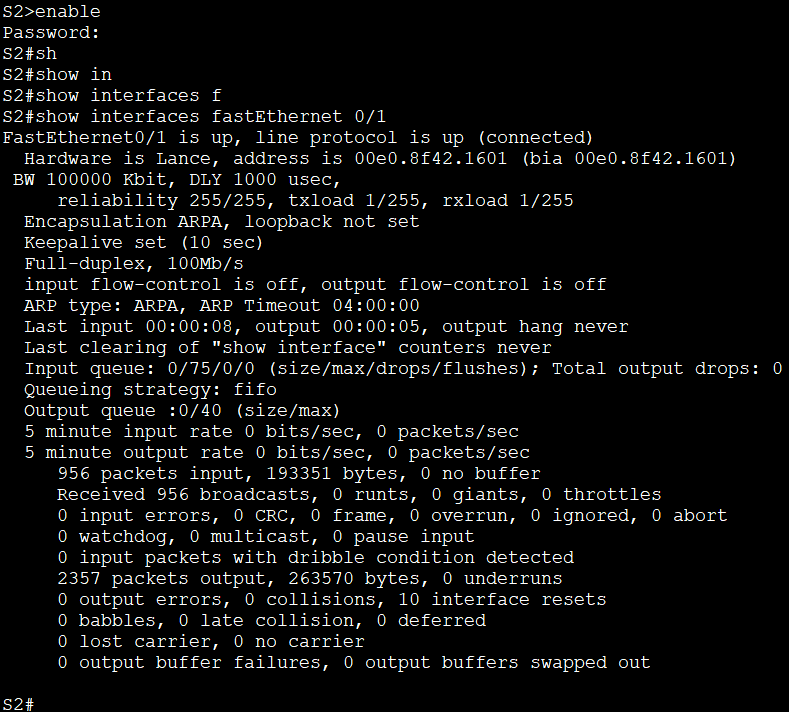 S2>enable
Password:
S2#sh
S2#show in
S2#show interfaces f
S2#show interfaces fastEthernet 0/1
FastEthernet0/1 is up, line protocol is up (connected)
  Hardware is Lance, address is 00e0.8f42.1601 (bia 00e0.8f42.1601)
 BW 100000 Kbit, DLY 1000 usec,
     reliability 255/255, txload 1/255, rxload 1/255
  Encapsulation ARPA, loopback not set
  Keepalive set (10 sec)
  Full-duplex, 100Mb/s
  input flow-control is off, output flow-control is off
  ARP type: ARPA, ARP Timeout 04:00:00
  Last input 00:00:08, output 00:00:05, output hang never
  Last clearing of "show interface" counters never
  Input queue: 0/75/0/0 (size/max/drops/flushes); Total output drops: 0
  Queueing strategy: fifo
  Output queue :0/40 (size/max)
  5 minute input rate 0 bits/sec, 0 packets/sec
  5 minute output rate 0 bits/sec, 0 packets/sec
     956 packets input, 193351 bytes, 0 no buffer
     Received 956 broadcasts, 0 runts, 0 giants, 0 throttles
     0 input errors, 0 CRC, 0 frame, 0 overrun, 0 ignored, 0 abort
     0 watchdog, 0 multicast, 0 pause input
     0 input packets with dribble condition detected
     2357 packets output, 263570 bytes, 0 underruns
     0 output errors, 0 collisions, 10 interface resets
     0 babbles, 0 late collision, 0 deferred
     0 lost carrier, 0 no carrier
     0 output buffer failures, 0 output buffers swapped out
S2#